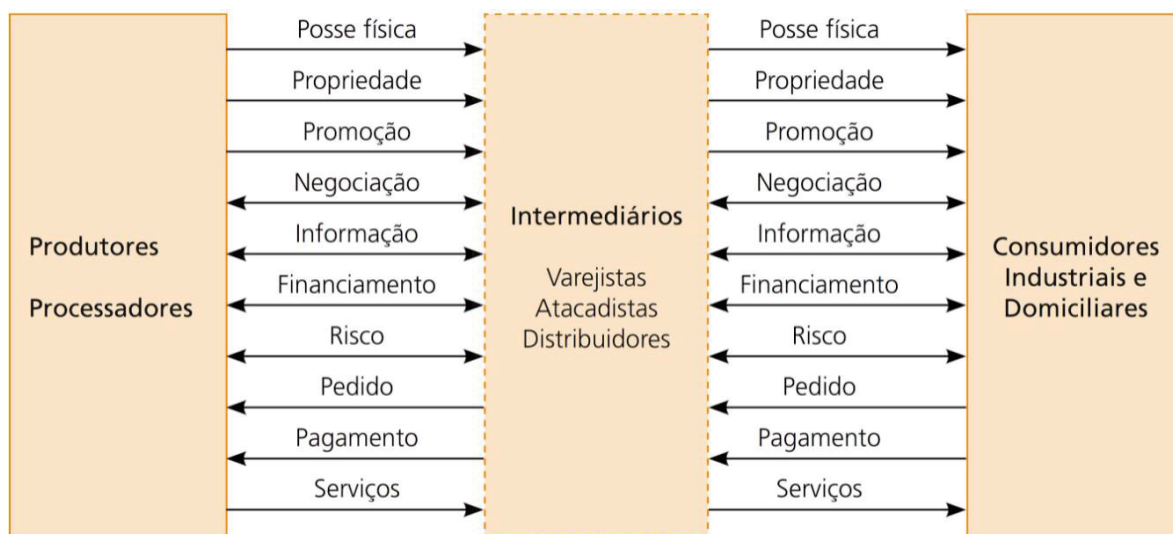 Posse física
Propriedade
Promoção
Negociação
Informação
Financiamento
Risco
Pedido
Pagamento
Serviços
Produtores
Processadores
Intermediários
Varejistas
Atacadistas
Distribuidores
Posse física
Propriedade
Promoção
Negociação
Informação
Financiamento
Risco
Pedido
Pagamento
Serviços
Consumidores
Industriais e
Domiciliares